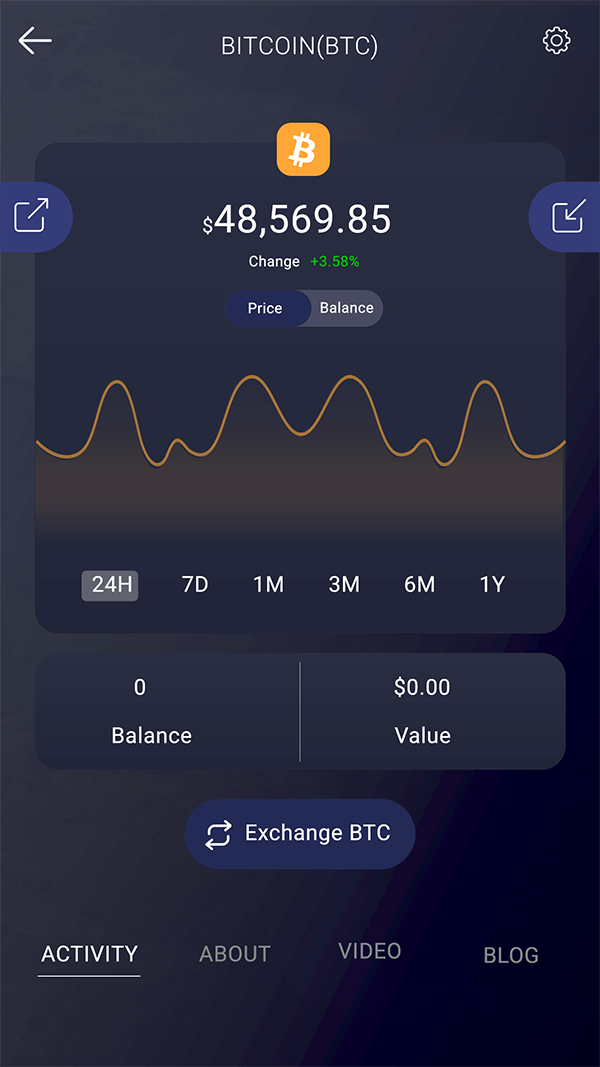 BITCOIN(BTC)
$48,569.85
Change +3.58%
Price Balance
24H 7D 1M 3M 6M 1Y
0 $0.00
Balance Value
Exchange BTC
ACTIVITY ABOUT VIDEO BLOG